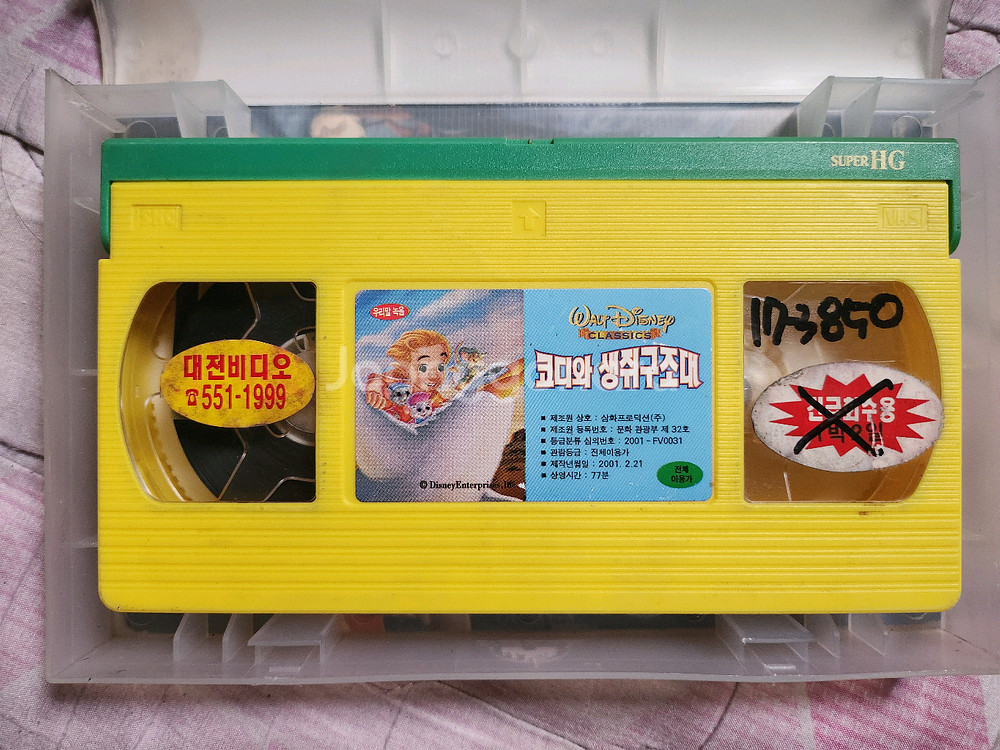 SUPER HG
VHS
대전비디오
☎551-1999
우리말 녹음
WALT DISNEY
CLASSICS
코디와 생쥐구조대
■ 제조원 상호 : 삼화프로덕션(주)
■ 제조원 등록번호 : 문화 관광부 제 32호
■ 등급분류 심의번호 : 2001 - FV0031
■ 관람등급 : 전체이용가
■ 제작년월일 : 2001. 2.21
■ 상영시간 : 77분
전체
이용가
© Disney Enterprises, In
173850